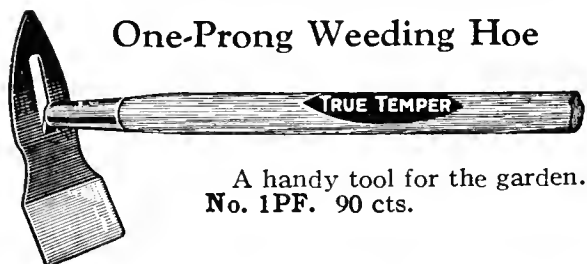 One-Prong Weeding Hoe
TRUE TEMPER
A handy tool for the garden.
No. 1PF. 90 cts.